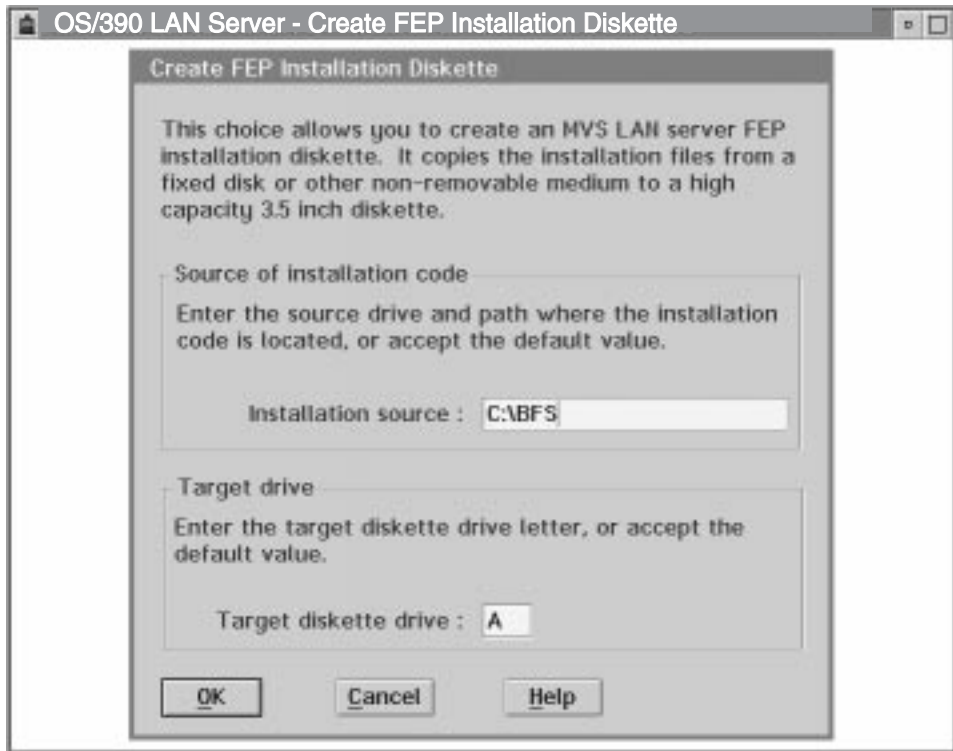 OS/390 LAN Server - Create FEP Installation Diskette
Create FEP Installation Diskette
This choice allows you to create an MVS LAN server FEP
installation diskette. It copies the installation files from a
fixed disk or other non-removable medium to a high
capacity 3.5 inch diskette.
Source of installation code
Enter the source drive and path where the installation
code is located, or accept the default value.
Installation source : C:\BFS
Target drive
Enter the target diskette drive letter, or accept the
default value.
Target diskette drive : A
OK Cancel Help